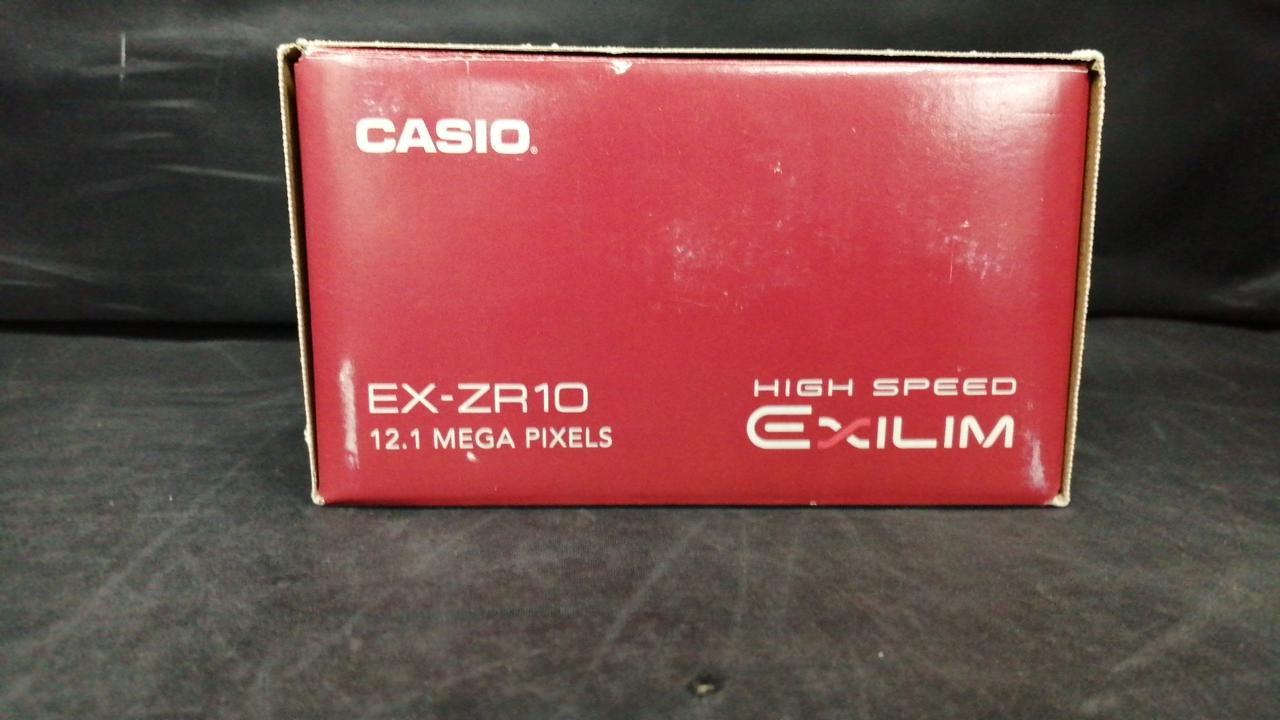 CASIO®
EX-ZR10
12.1 MEGA PIXELS
HIGH SPEED
EXILIM